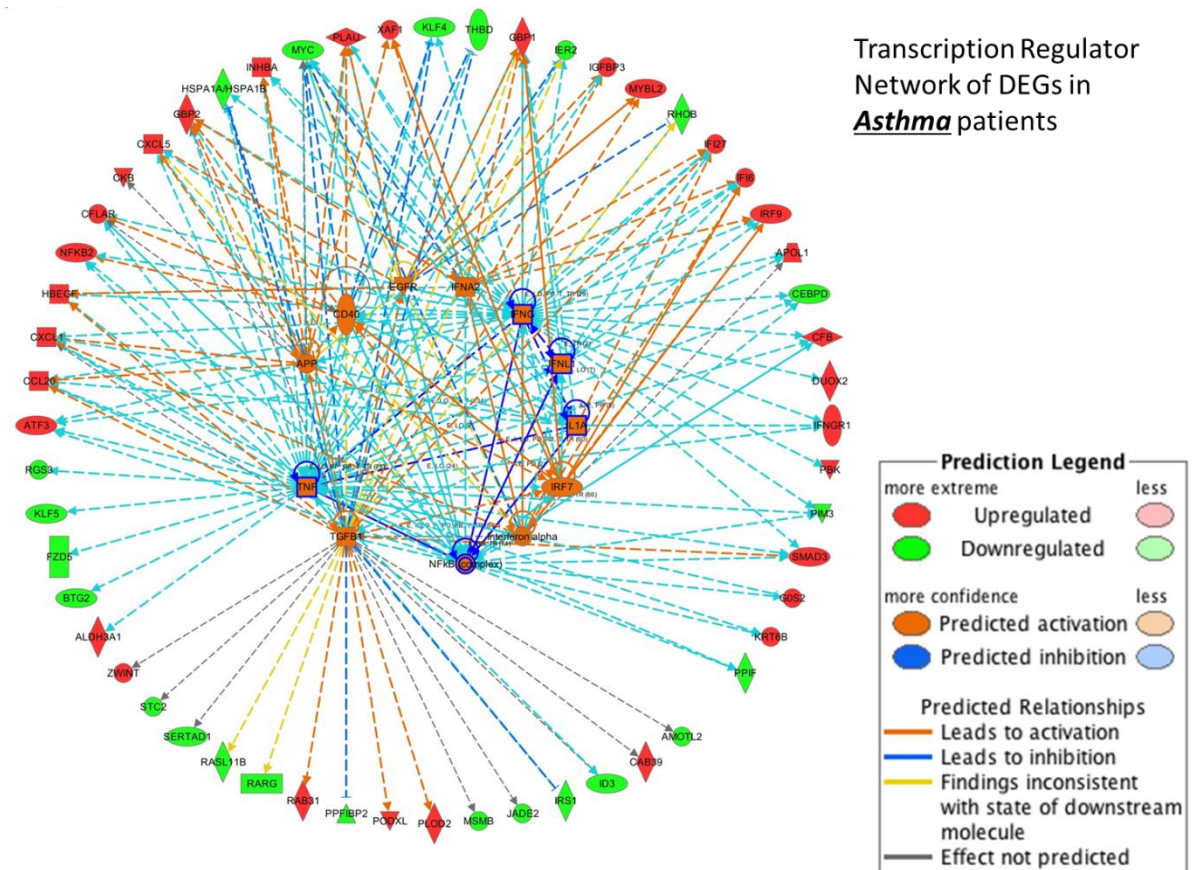 Transcription Regulator
Network of DEGs in
Asthma patients
THBD
KLF4
XAF1
GBP1
PLAU
IER2
MYC
IGFBP3
INHBA
MYBL2
HSPA1A/HSPA1B
RHOB
GBP2
CXCL5
IFI27
CKB
IFI6
CFLAR
IRF9
NFKB2
APOL1
HBEGF
CEBPD
CXCL1
CFB
CCL20
DUOX2
ATF3
IFNGR1
RGS3
PBK
KLF5
PIM3
FZD5
SMAD3
BTG2
G0S2
ALDH3A1
KRT6B
ZWINT
PPIF
STC2
SERTAD1
AMOTL2
RASL11B
CAB39
RARG
ID3
RAB31
IRS1
PPFIBP2
PODXL
PLOD2
MSMB
JADE2
EGFR
IFNA2
CD40
IFNG
APP
IFNL1
IL1A
TNF
IRF7
TGFB1
Interferon alpha
NFkB (complex)
E, LO (24)
Prediction Legend
more extreme less
Upregulated
Downregulated
more confidence less
Predicted activation
Predicted inhibition
Predicted Relationships
Leads to activation
Leads to inhibition
Findings inconsistent
with state of downstream
molecule
Effect not predicted